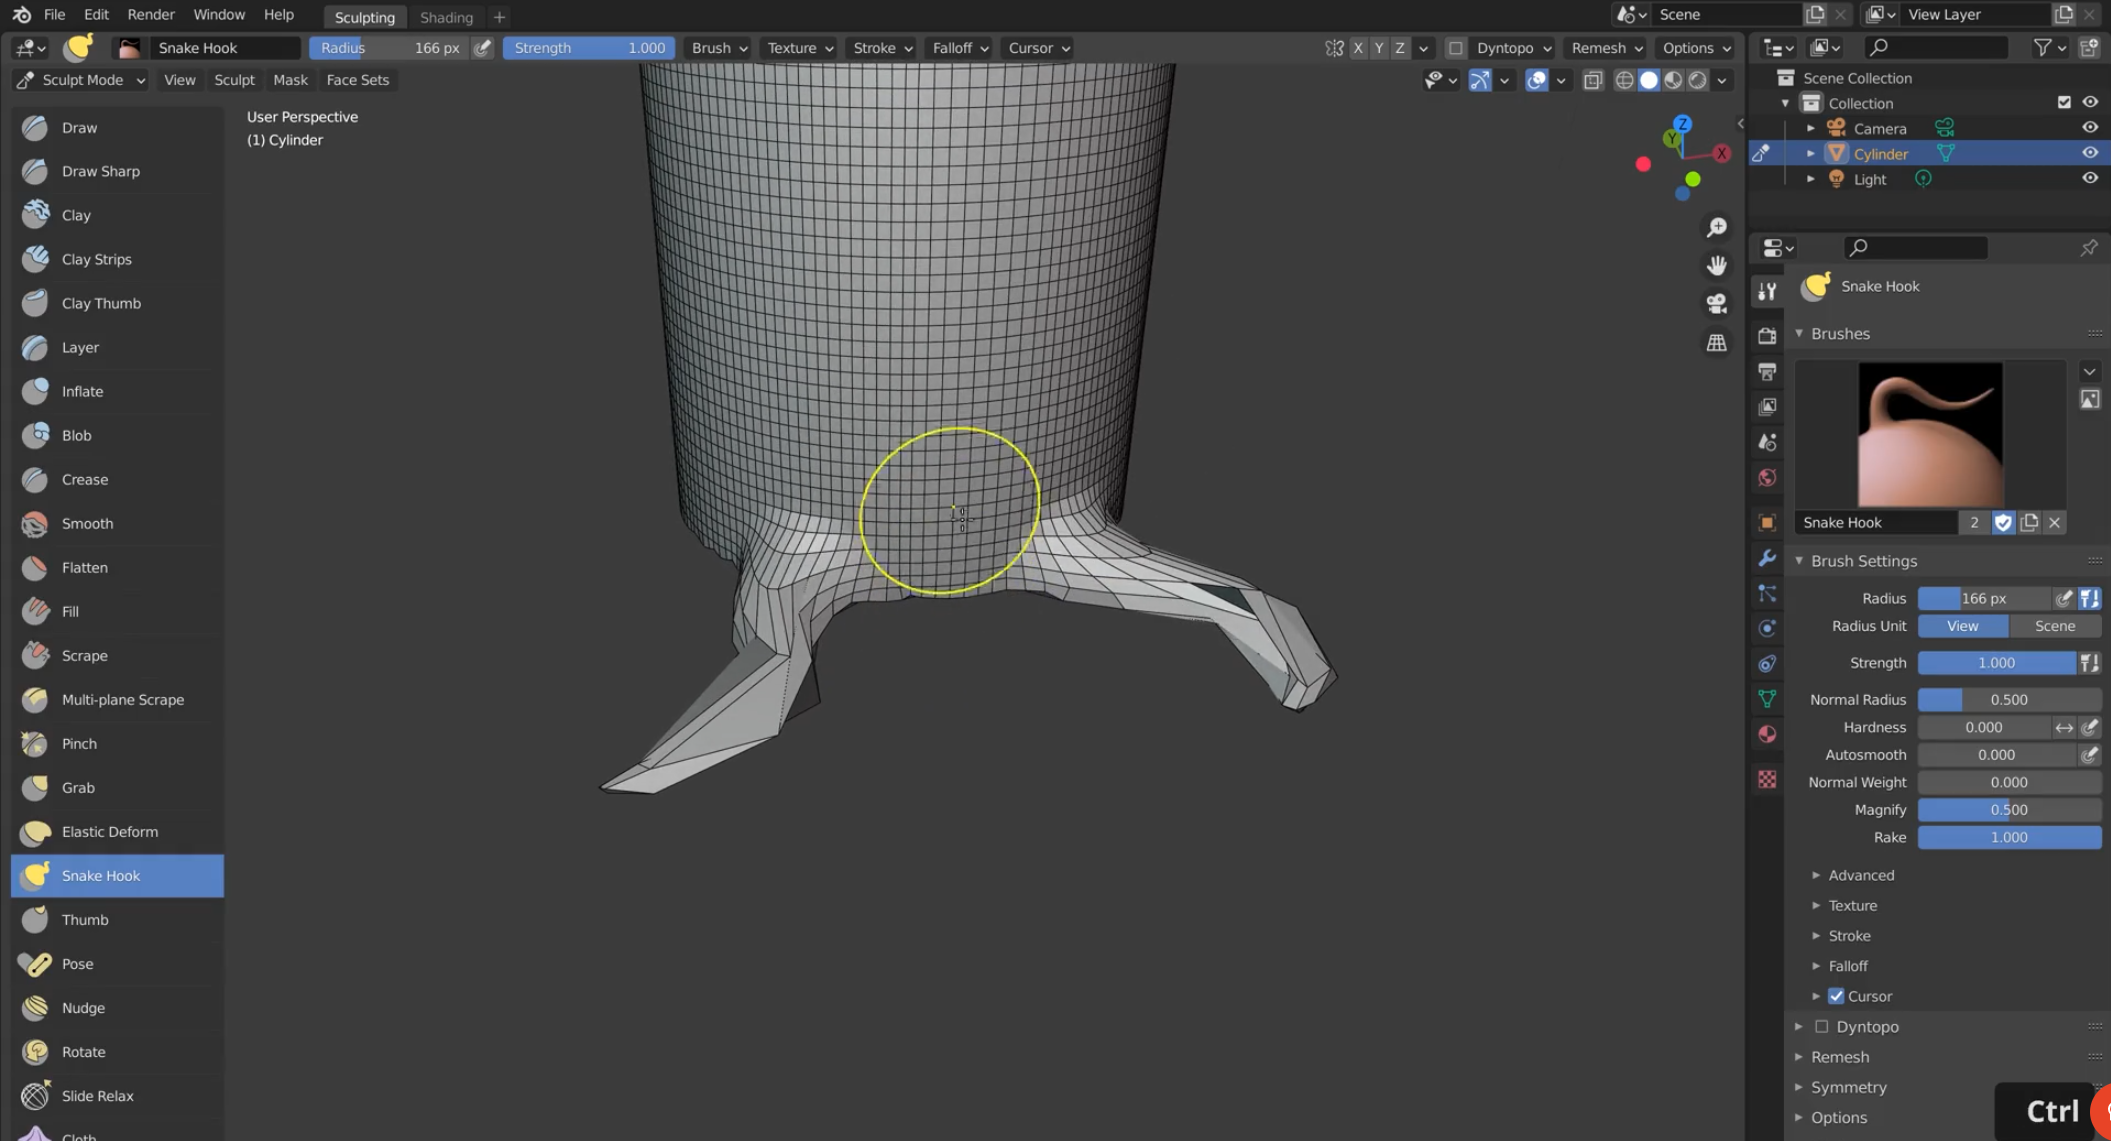 File Edit Render Window Help Sculpting Shading + Scene View Layer
Snake Hook Radius 166 px Strength 1.000 Brush Texture Stroke Falloff Cursor X Y Z Dyntopo Remesh Options
Sculpt Mode View Sculpt Mask Face Sets
User Perspective
(1) Cylinder
Draw
Draw Sharp
Clay
Clay Strips
Clay Thumb
Layer
Inflate
Blob
Crease
Smooth
Flatten
Fill
Scrape
Multi-plane Scrape
Pinch
Grab
Elastic Deform
Snake Hook
Thumb
Pose
Nudge
Rotate
Slide Relax
Cloth
Z
Y
X
Scene Collection
Collection
Camera
Cylinder
Light
Snake Hook
Brushes
Snake Hook 2
Brush Settings
Radius 166 px
Radius Unit View Scene
Strength 1.000
Normal Radius 0.500
Hardness 0.000
Autosmooth 0.000
Normal Weight 0.000
Magnify 0.500
Rake 1.000
Advanced
Texture
Stroke
Falloff
Cursor
Dyntopo
Remesh
Symmetry
Options
Ctrl